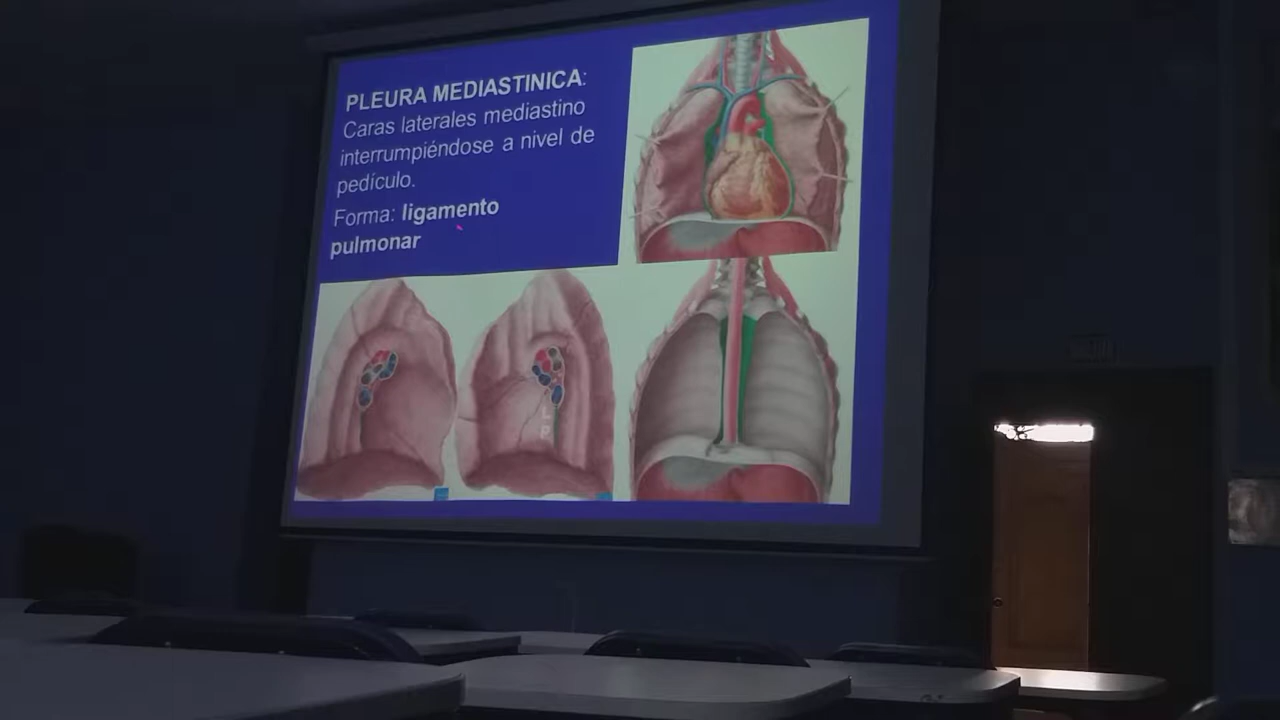 PLEURA MEDIASTINICA:
Caras laterales mediastino
interrumpiéndose a nivel de
pedículo.
Forma: ligamento
pulmonar
L
P